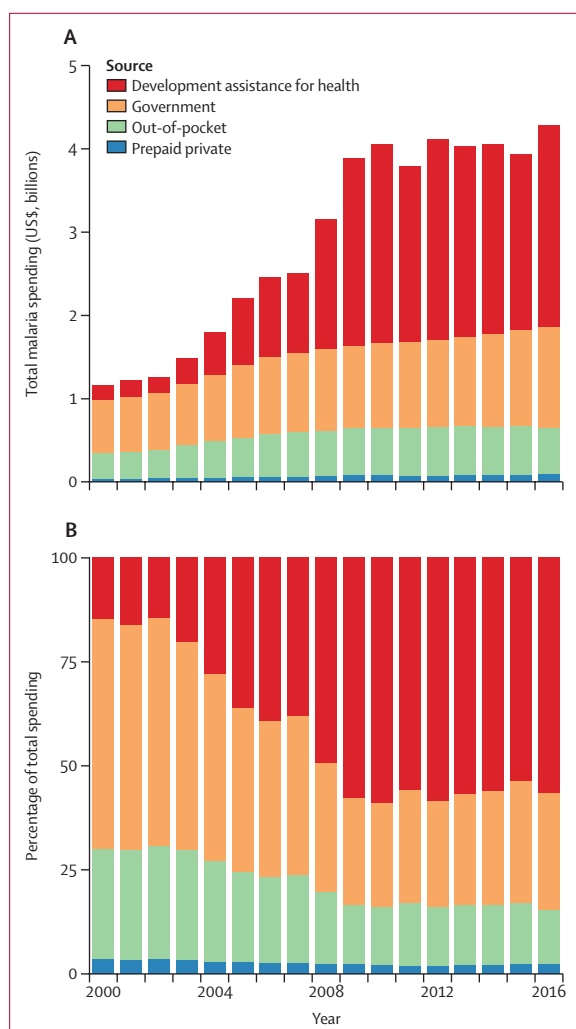 A
Source
Development assistance for health
Government
Out-of-pocket
Prepaid private
Total malaria spending (US$, billions)
5
4
3
2
1
0
B
Percentage of total spending
100
75
50
25
0
2000 2004 2008 2012 2016
Year